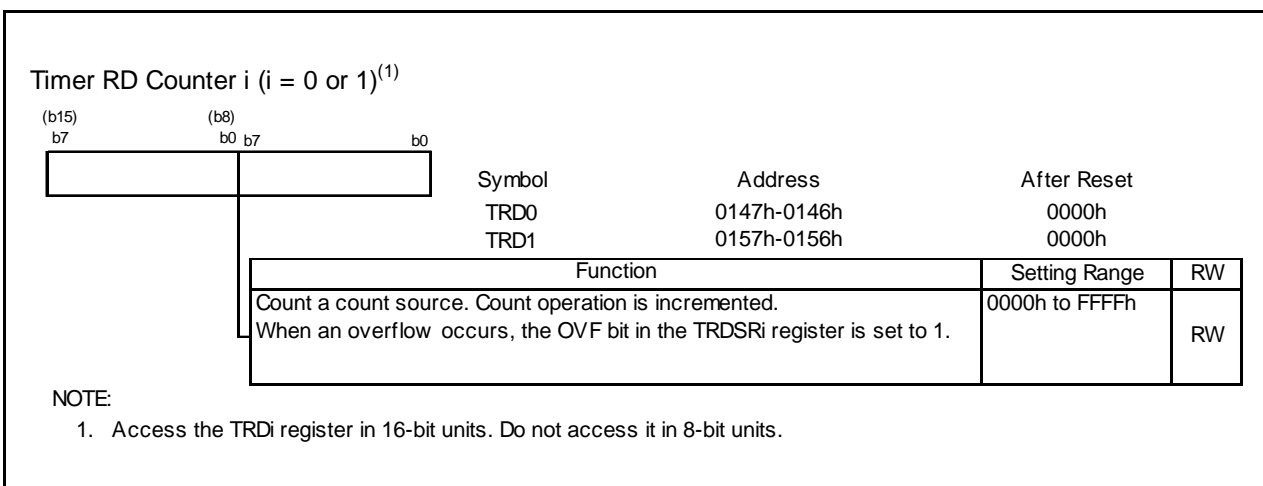 Timer RD Counter i (i = 0 or 1)(1)
(b15) (b8)
b7 b0 b7 b0
Symbol Address After Reset
TRD0 0147h-0146h 0000h
TRD1 0157h-0156h 0000h
Function Setting Range RW
Count a count source. Count operation is incremented. 0000h to FFFFh
When an overflow occurs, the OVF bit in the TRDSRi register is set to 1. RW
NOTE:
1. Access the TRDi register in 16-bit units. Do not access it in 8-bit units.